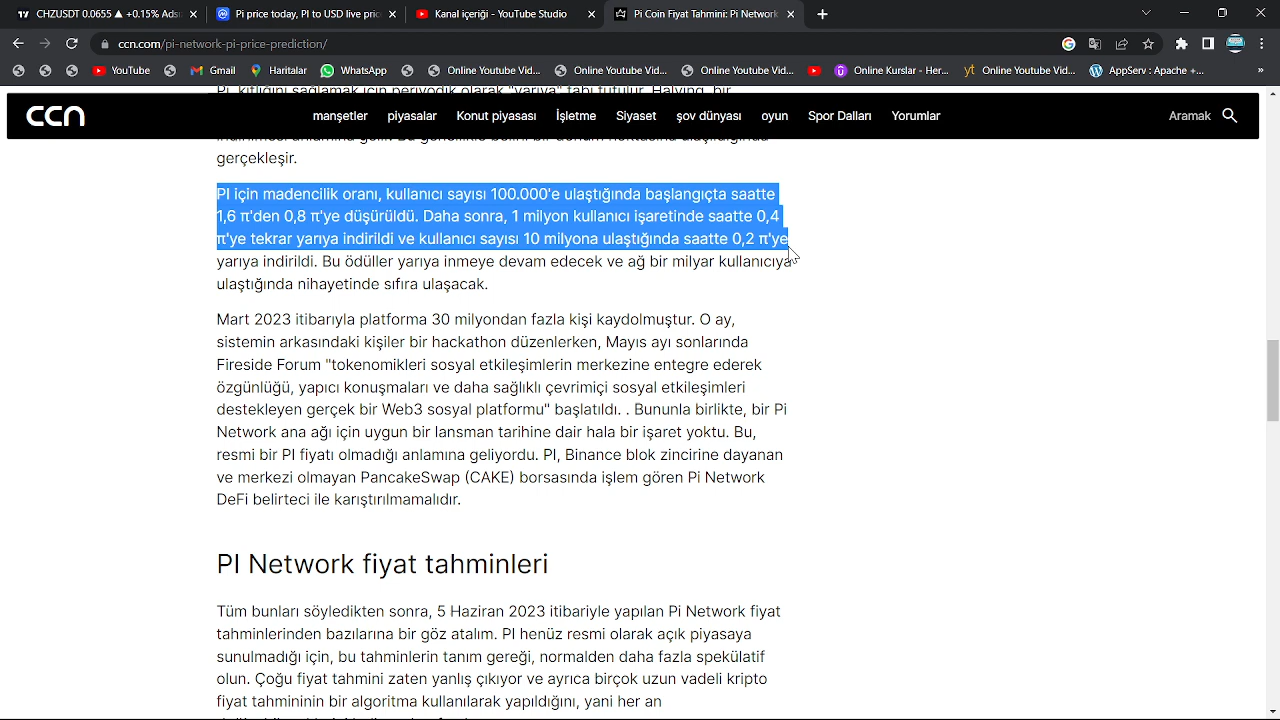 CHZUSDT 0.0655 ▲ +0.15% Ads
Pi price today, PI to USD live pric
Kanal içeriği - YouTube Studio
Pi Coin Fiyat Tahmini: Pi Network
ccn.com/pi-network-pi-price-prediction/
YouTube
Gmail
Haritalar
WhatsApp
Online Youtube Vid...
Online Youtube Vid...
Online Youtube Vid...
Online Kurslar - Her...
Online Youtube Vid...
AppServ : Apache +...
PI, kıtlığını sağlamak için periyodik olarak "yarıya" tabi tutulur. Halving, bir
ccn
manşetler
piyasalar
Konut piyasası
İşletme
Siyaset
şov dünyası
oyun
Spor Dalları
Yorumlar
Aramak
gerçekleşir.
PI için madencilik oranı, kullanıcı sayısı 100.000'e ulaştığında başlangıçta saatte
1,6 π'den 0,8 π'ye düşürüldü. Daha sonra, 1 milyon kullanıcı işaretinde saatte 0,4
π'ye tekrar yarıya indirildi ve kullanıcı sayısı 10 milyona ulaştığında saatte 0,2 π'ye
yarıya indirildi. Bu ödüller yarıya inmeye devam edecek ve ağ bir milyar kullanıcıya
ulaştığında nihayetinde sıfıra ulaşacak.
Mart 2023 itibarıyla platforma 30 milyondan fazla kişi kaydolmuştur. O ay,
sistemin arkasındaki kişiler bir hackathon düzenlerken, Mayıs ayı sonlarında
Fireside Forum "tokenomikleri sosyal etkileşimlerin merkezine entegre ederek
özgünlüğü, yapıcı konuşmaları ve daha sağlıklı çevrimiçi sosyal etkileşimleri
destekleyen gerçek bir Web3 sosyal platformu" başlatıldı. . Bununla birlikte, bir Pi
Network ana ağı için uygun bir lansman tarihine dair hala bir işaret yoktu. Bu,
resmi bir PI fiyatı olmadığı anlamına geliyordu. PI, Binance blok zincirine dayanan
ve merkezi olmayan PancakeSwap (CAKE) borsasında işlem gören Pi Network
DeFi belirteci ile karıştırılmamalıdır.
PI Network fiyat tahminleri
Tüm bunları söyledikten sonra, 5 Haziran 2023 itibariyle yapılan Pi Network fiyat
tahminlerinden bazılarına bir göz atalım. PI henüz resmi olarak açık piyasaya
sunulmadığı için, bu tahminlerin tanım gereği, normalden daha fazla spekülatif
olun. Çoğu fiyat tahmini zaten yanlış çıkıyor ve ayrıca birçok uzun vadeli kripto
fiyat tahmininin bir algoritma kullanılarak yapıldığını, yani her an